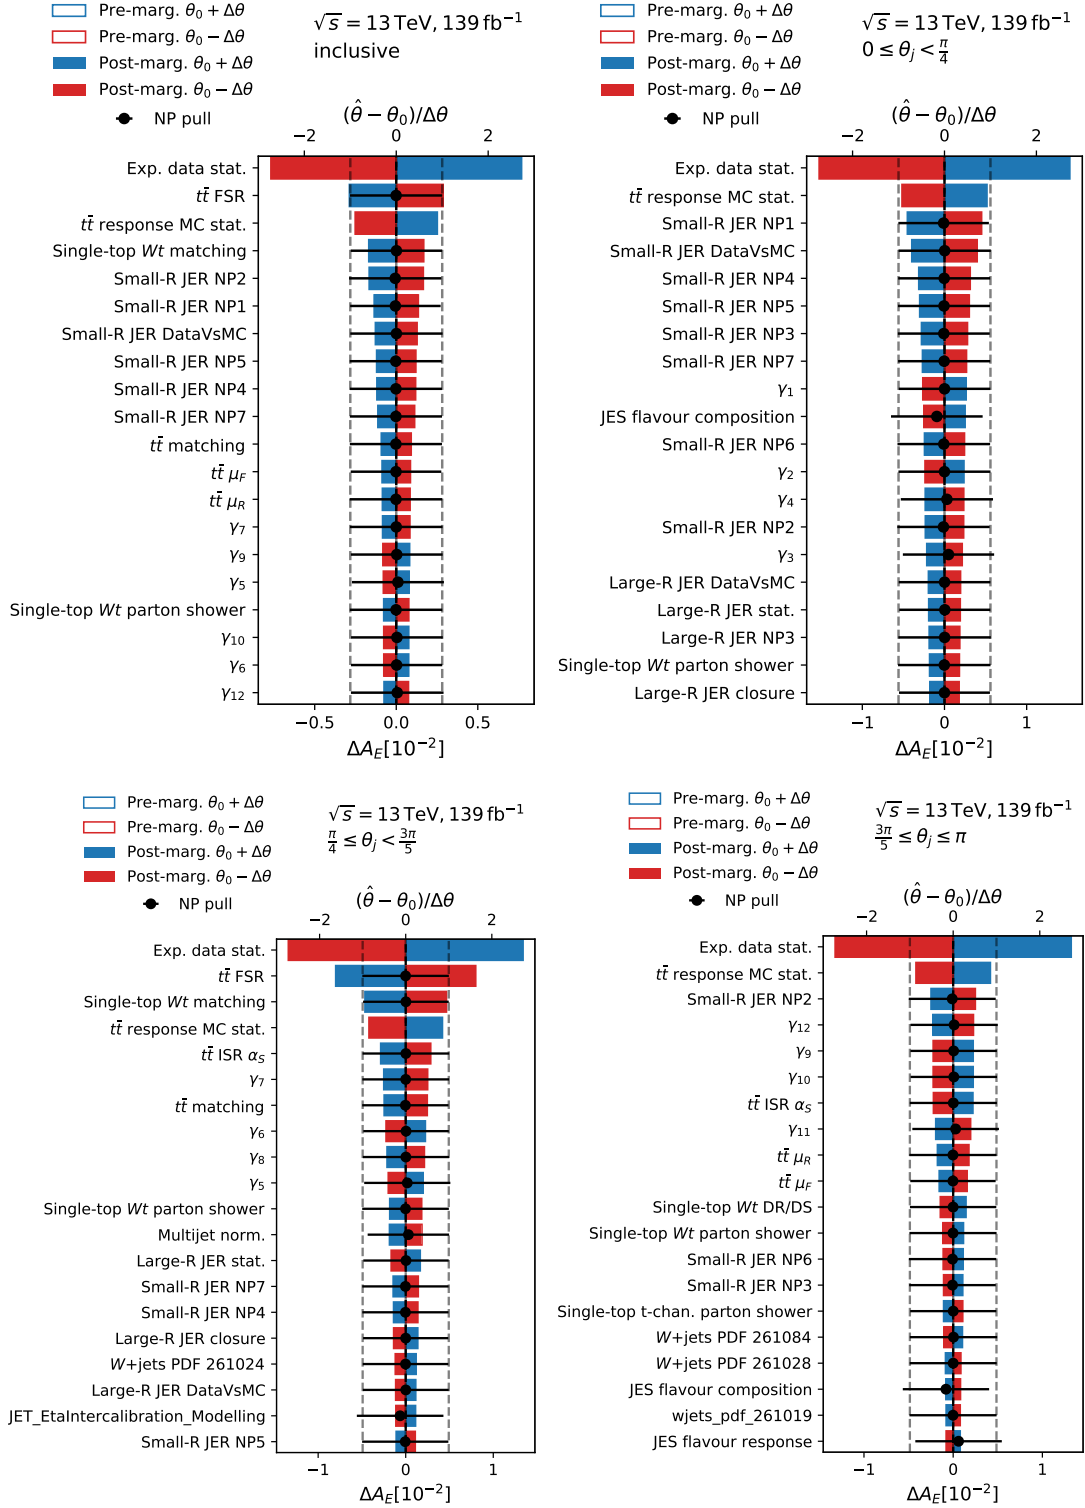 Pre-marg. θ₀ + Δθ
Pre-marg. θ₀ − Δθ
Post-marg. θ₀ + Δθ
Post-marg. θ₀ − Δθ
NP pull
√s = 13 TeV, 139 fb⁻¹
inclusive
(θ̂ − θ₀)/Δθ
−2 0 2
Exp. data stat.
tt̄ FSR
tt̄ response MC stat.
Single-top Wt matching
Small-R JER NP2
Small-R JER NP1
Small-R JER DataVsMC
Small-R JER NP5
Small-R JER NP4
Small-R JER NP7
tt̄ matching
tt̄ μ_F
tt̄ μ_R
γ₇
γ₉
γ₅
Single-top Wt parton shower
γ₁₀
γ₆
γ₁₂
−0.5 0.0 0.5
ΔA_E[10⁻²]
Pre-marg. θ₀ + Δθ
Pre-marg. θ₀ − Δθ
Post-marg. θ₀ + Δθ
Post-marg. θ₀ − Δθ
NP pull
√s = 13 TeV, 139 fb⁻¹
0 ≤ θ_j < π/4
(θ̂ − θ₀)/Δθ
−2 0 2
Exp. data stat.
tt̄ response MC stat.
Small-R JER NP1
Small-R JER DataVsMC
Small-R JER NP4
Small-R JER NP5
Small-R JER NP3
Small-R JER NP7
γ₁
JES flavour composition
Small-R JER NP6
γ₂
γ₄
Small-R JER NP2
γ₃
Large-R JER DataVsMC
Large-R JER stat.
Large-R JER NP3
Single-top Wt parton shower
Large-R JER closure
−1 0 1
ΔA_E[10⁻²]
Pre-marg. θ₀ + Δθ
Pre-marg. θ₀ − Δθ
Post-marg. θ₀ + Δθ
Post-marg. θ₀ − Δθ
NP pull
√s = 13 TeV, 139 fb⁻¹
π/4 ≤ θ_j < 3π/5
(θ̂ − θ₀)/Δθ
−2 0 2
Exp. data stat.
tt̄ FSR
Single-top Wt matching
tt̄ response MC stat.
tt̄ ISR α_S
γ₇
tt̄ matching
γ₆
γ₈
γ₅
Single-top Wt parton shower
Multijet norm.
Large-R JER stat.
Small-R JER NP7
Small-R JER NP4
Large-R JER closure
W+jets PDF 261024
Large-R JER DataVsMC
JET_EtaIntercalibration_Modelling
Small-R JER NP5
−1 0 1
ΔA_E[10⁻²]
Pre-marg. θ₀ + Δθ
Pre-marg. θ₀ − Δθ
Post-marg. θ₀ + Δθ
Post-marg. θ₀ − Δθ
NP pull
√s = 13 TeV, 139 fb⁻¹
3π/5 ≤ θ_j ≤ π
(θ̂ − θ₀)/Δθ
−2 0 2
Exp. data stat.
tt̄ response MC stat.
Small-R JER NP2
γ₁₂
γ₉
γ₁₀
tt̄ ISR α_S
γ₁₁
tt̄ μ_R
tt̄ μ_F
Single-top Wt DR/DS
Single-top Wt parton shower
Small-R JER NP6
Small-R JER NP3
Single-top t-chan. parton shower
W+jets PDF 261084
W+jets PDF 261028
JES flavour composition
wjets_pdf_261019
JES flavour response
−1 0 1
ΔA_E[10⁻²]